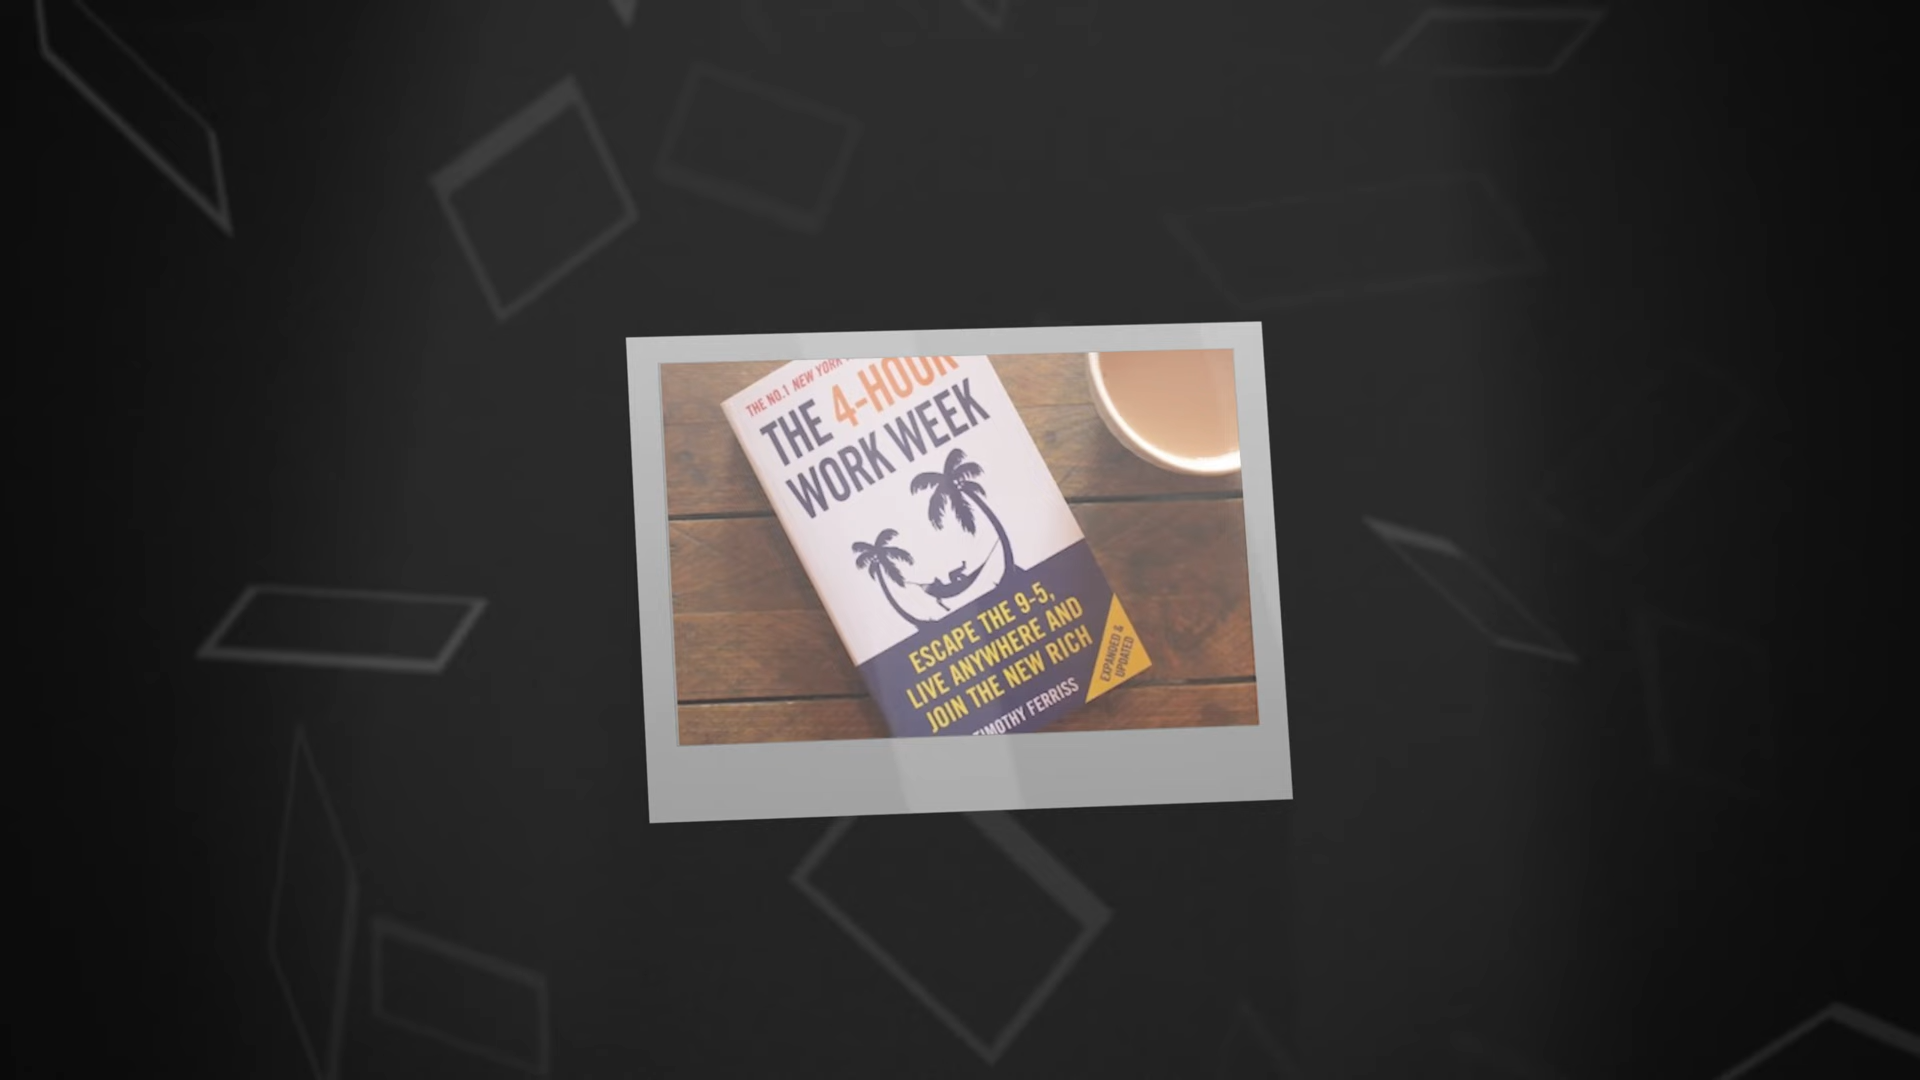 THE NO.1 NEW YORK
THE 4-HOUR
WORK WEEK
ESCAPE THE 9-5,
LIVE ANYWHERE AND
JOIN THE NEW RICH
EXPANDED &
UPDATED
TIMOTHY FERRISS